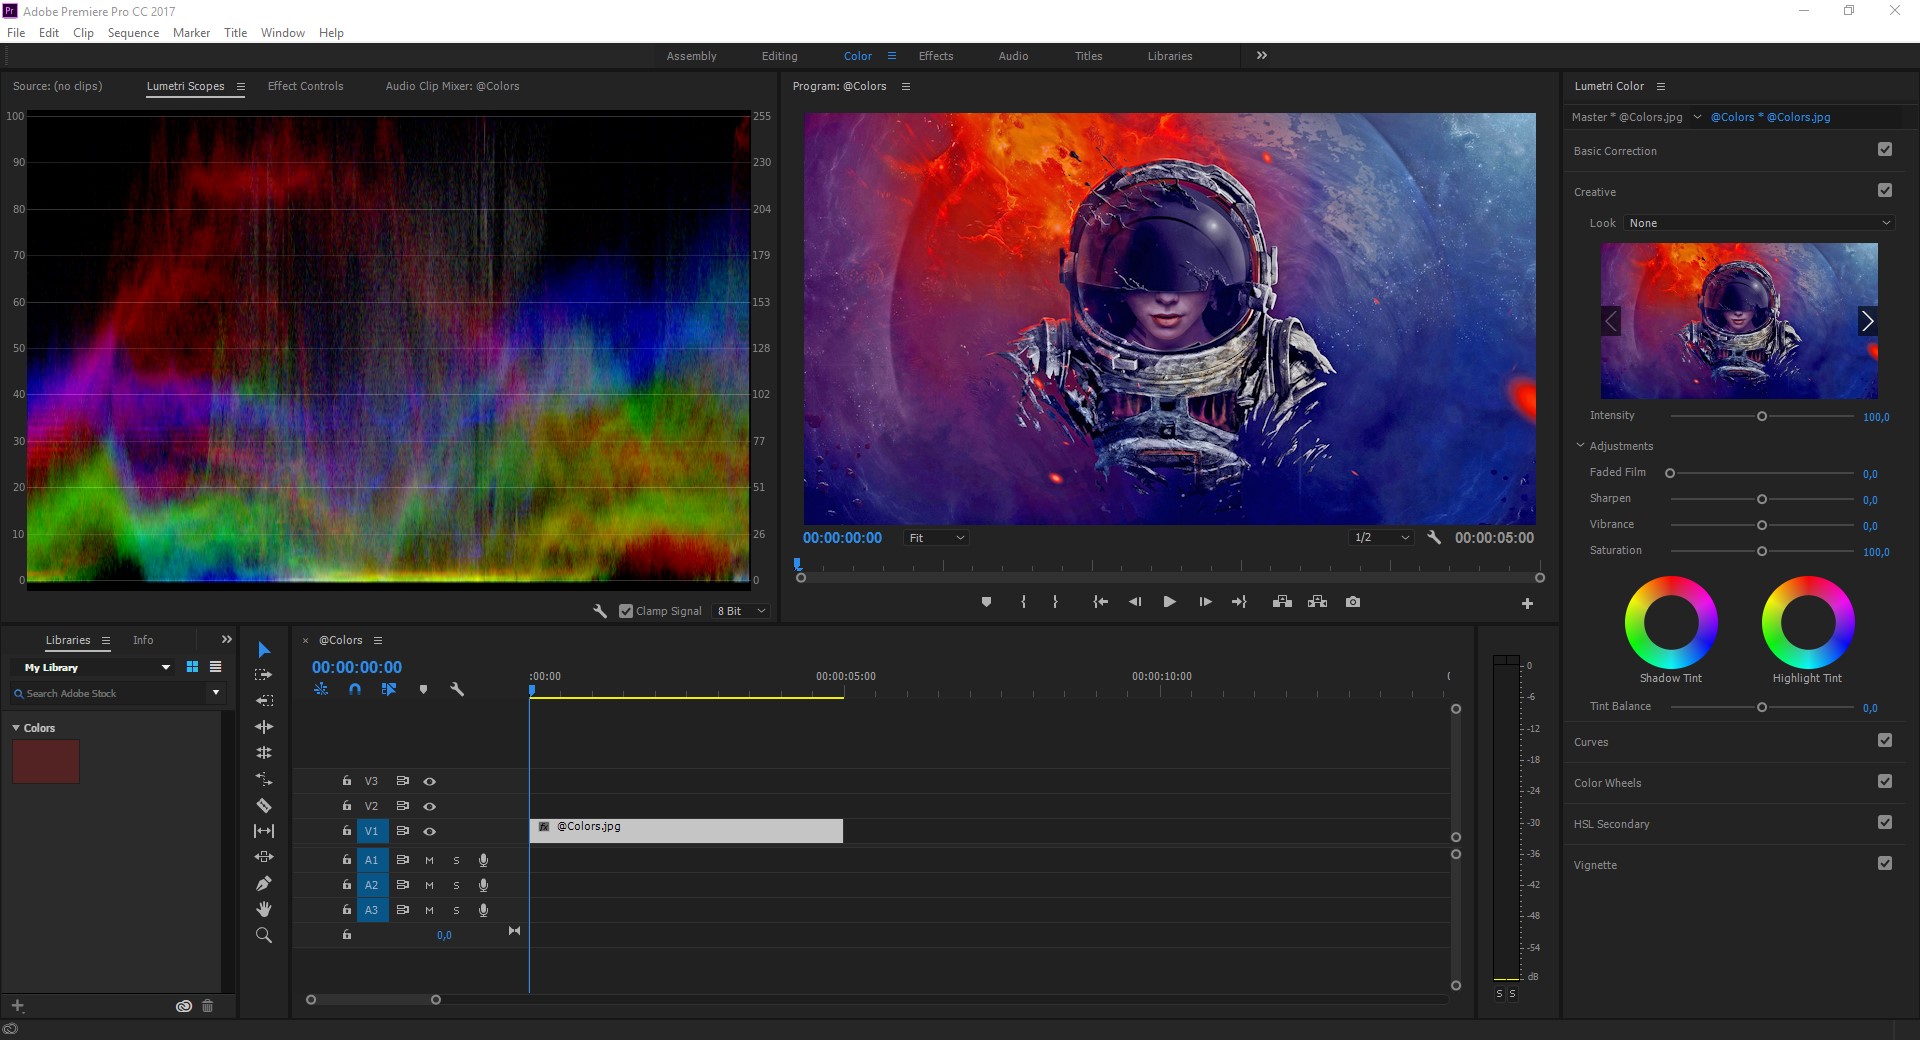 Pr Adobe Premiere Pro CC 2017
File Edit Clip Sequence Marker Title Window Help
Assembly Editing Color Effects Audio Titles Libraries
Source: (no clips) Lumetri Scopes Effect Controls Audio Clip Mixer: @Colors
100 255
90 230
80 204
70 179
60 153
50 128
40 102
30 77
20 51
10 26
0 0
Clamp Signal 8 Bit
Program: @Colors
00:00:00:00 Fit 1/2 00:00:05:00
Lumetri Color
Master * @Colors.jpg @Colors * @Colors.jpg
Basic Correction
Creative
Look None
Intensity 100,0
Adjustments
Faded Film 0,0
Sharpen 0,0
Vibrance 0,0
Saturation 100,0
Shadow Tint Highlight Tint
Tint Balance 0,0
Curves
Color Wheels
HSL Secondary
Vignette
Libraries Info
My Library
Search Adobe Stock
Colors
@Colors
00:00:00:00
:00:00 00:00:05:00 00:00:10:00
V3
V2
V1 fx @Colors.jpg
A1 M S
A2 M S
A3 M S
0,0
0
-6
-12
-18
-24
-30
-36
-42
-48
-54
dB
S S